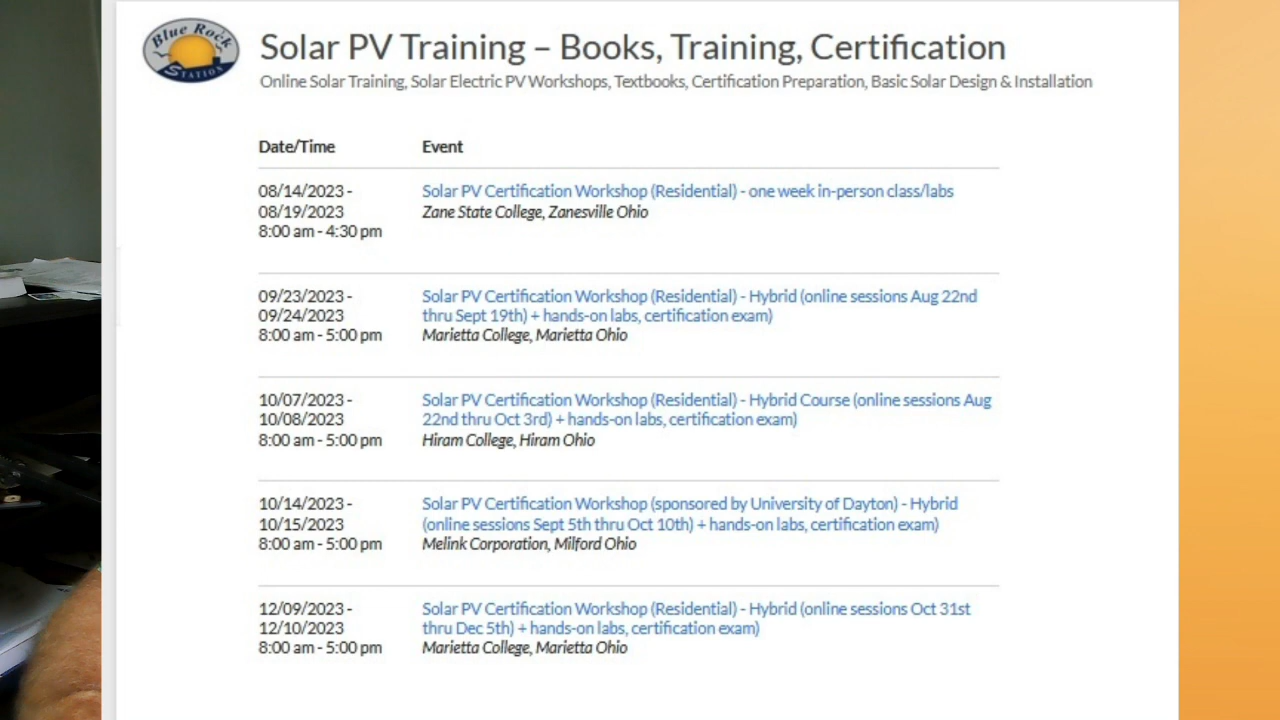 Blue Rock
STATION
Solar PV Training – Books, Training, Certification
Online Solar Training, Solar Electric PV Workshops, Textbooks, Certification Preparation, Basic Solar Design & Installation
Date/Time Event
08/14/2023 - Solar PV Certification Workshop (Residential) - one week in-person class/labs
08/19/2023 Zane State College, Zanesville Ohio
8:00 am - 4:30 pm
09/23/2023 - Solar PV Certification Workshop (Residential) - Hybrid (online sessions Aug 22nd
09/24/2023 thru Sept 19th) + hands-on labs, certification exam)
8:00 am - 5:00 pm Marietta College, Marietta Ohio
10/07/2023 - Solar PV Certification Workshop (Residential) - Hybrid Course (online sessions Aug
10/08/2023 22nd thru Oct 3rd) + hands-on labs, certification exam)
8:00 am - 5:00 pm Hiram College, Hiram Ohio
10/14/2023 - Solar PV Certification Workshop (sponsored by University of Dayton) - Hybrid
10/15/2023 (online sessions Sept 5th thru Oct 10th) + hands-on labs, certification exam)
8:00 am - 5:00 pm Melink Corporation, Milford Ohio
12/09/2023 - Solar PV Certification Workshop (Residential) - Hybrid (online sessions Oct 31st
12/10/2023 thru Dec 5th) + hands-on labs, certification exam)
8:00 am - 5:00 pm Marietta College, Marietta Ohio